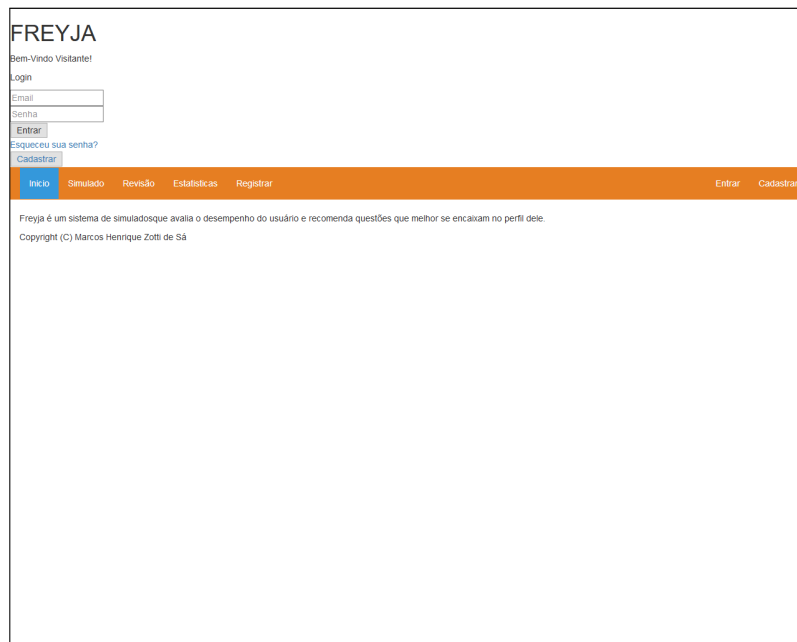 FREYJA
Bem-Vindo Visitante!
Login
Email
Senha
Entrar
Esqueceu sua senha?
Cadastrar
Inicio Simulado Revisão Estatísticas Registrar Entrar Cadastrar
Freyja é um sistema de simuladosque avalia o desempenho do usuário e recomenda questões que melhor se encaixam no perfil dele.
Copyright (C) Marcos Henrique Zotti de Sá